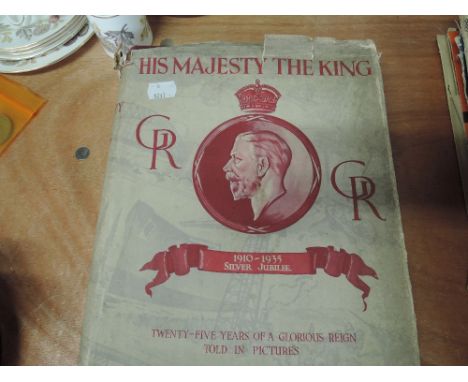 HIS MAJESTY THE KING
GR
GR
1910-1935
SILVER JUBILEE.
TWENTY-FIVE YEARS OF A GLORIOUS REIGN
TOLD IN PICTURES